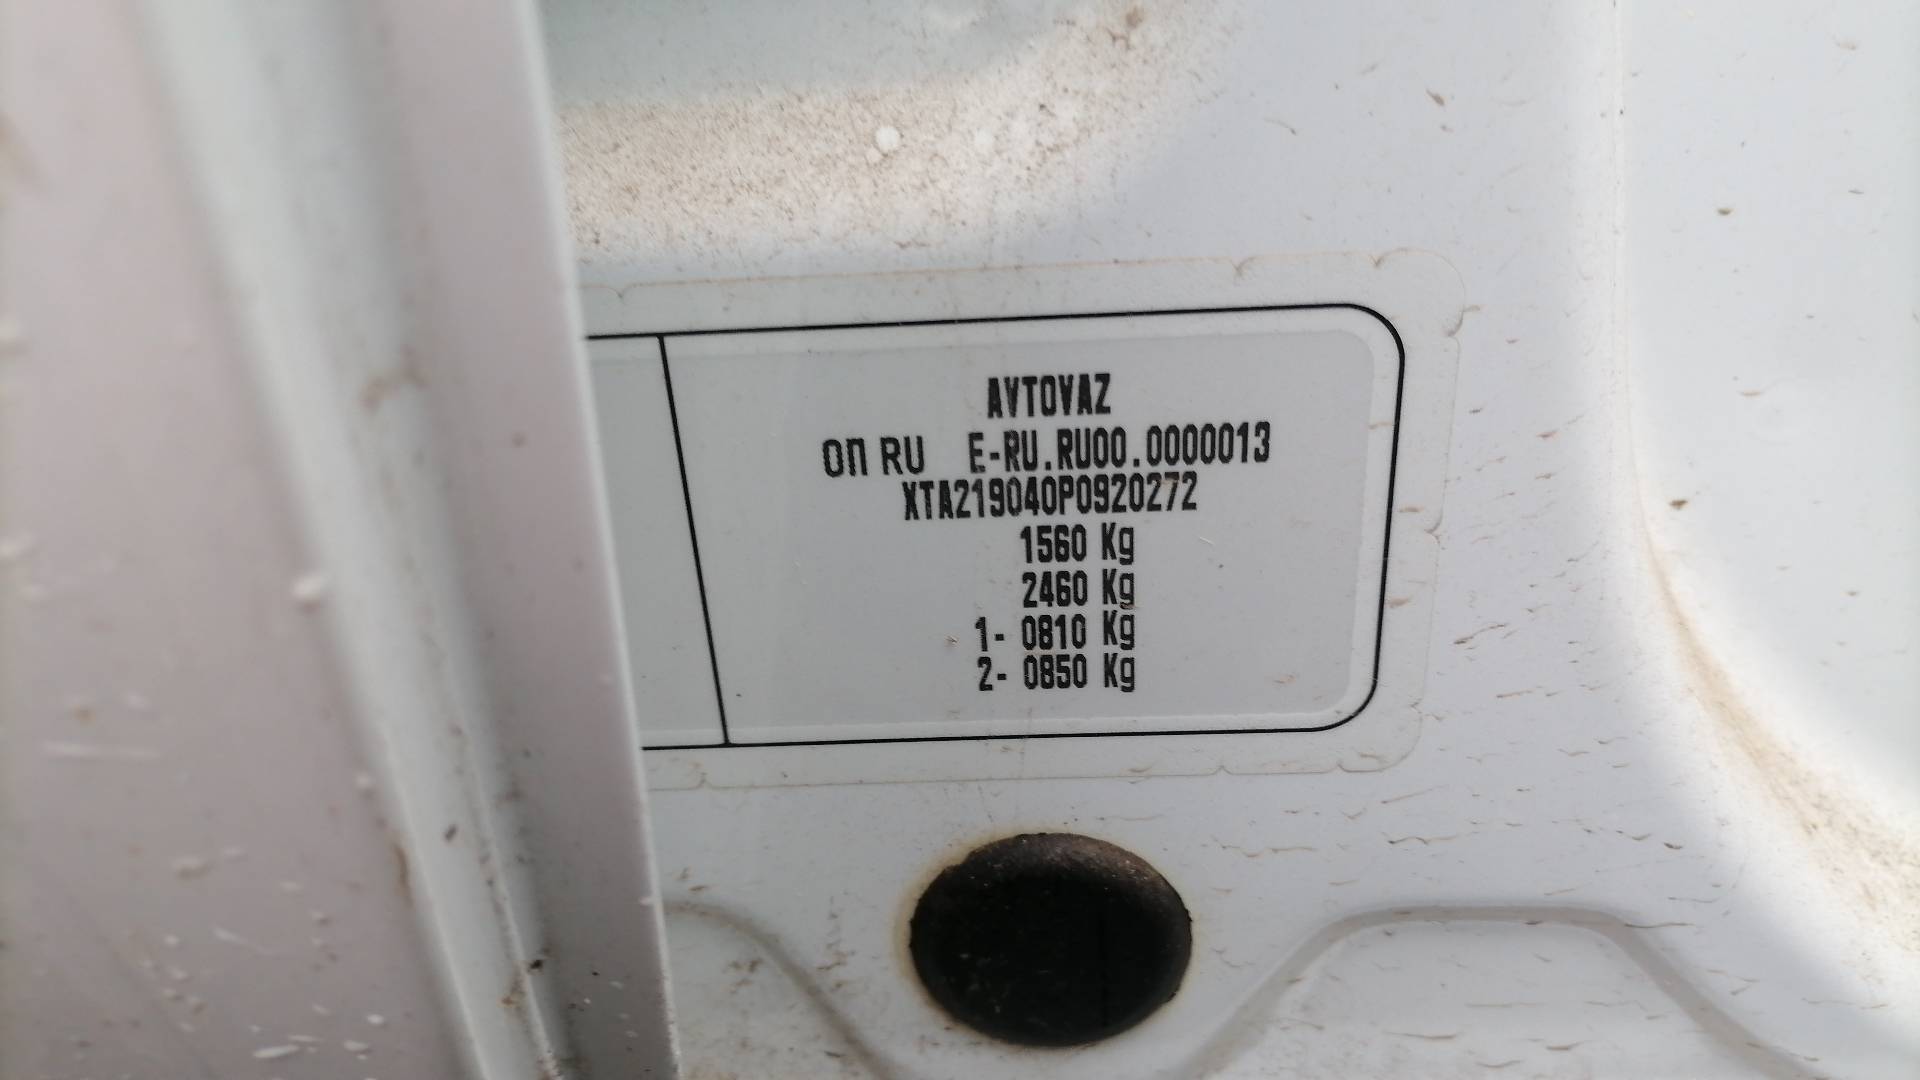 AVTOVAZ
ОП RU E-RU.RU00.0000013
XTA219040P0920272
1560 Kg
2460 Kg
1- 0810 Kg
2- 0850 Kg